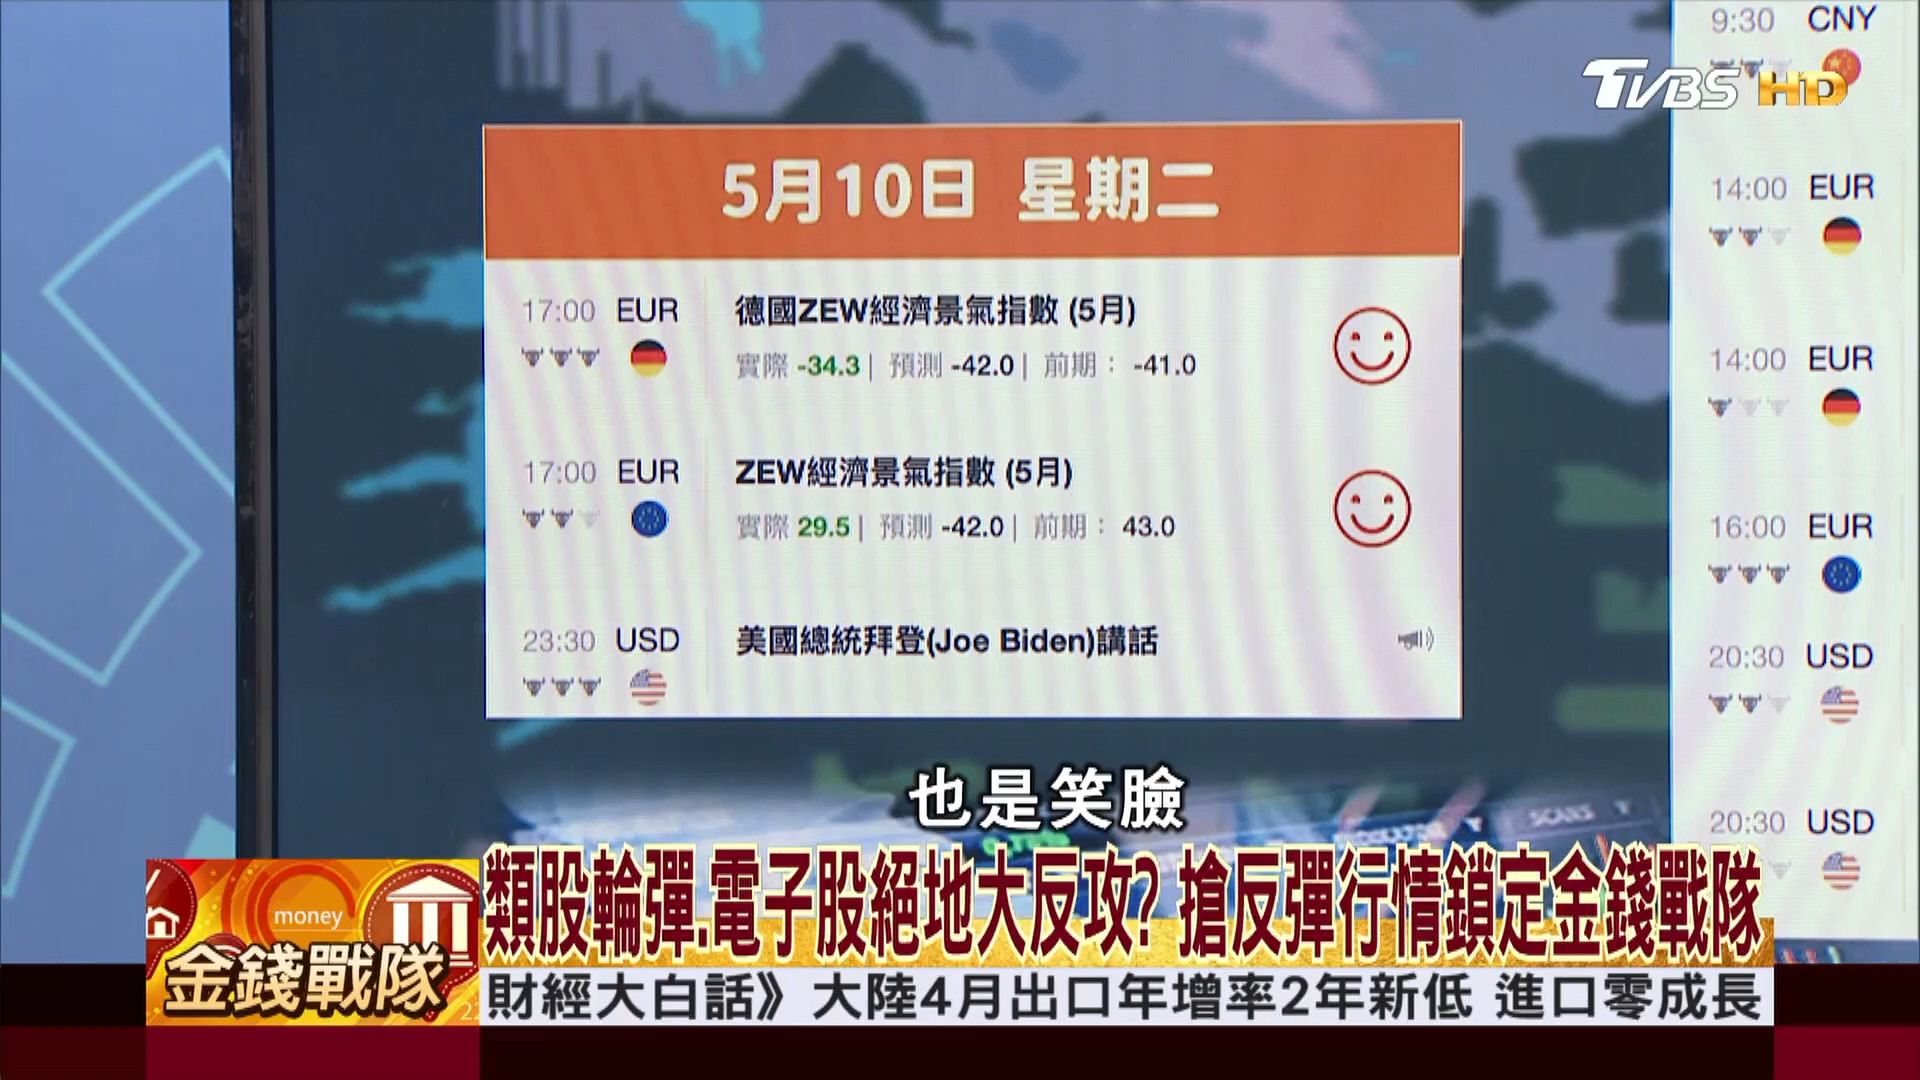 9:30 CNY
TVBS HD
5月10日 星期二
17:00 EUR 德國ZEW經濟景氣指數 (5月)
實際 -34.3 | 預測 -42.0 | 前期： -41.0
17:00 EUR ZEW經濟景氣指數 (5月)
實際 29.5 | 預測 -42.0 | 前期： 43.0
23:30 USD 美國總統拜登(Joe Biden)講話
14:00 EUR
14:00 EUR
16:00 EUR
20:30 USD
20:30 USD
SCANS
也是笑臉
類股輪彈.電子股絕地大反攻? 搶反彈行情鎖定金錢戰隊
money
金錢戰隊
財經大白話》大陸4月出口年增率2年新低 進口零成長